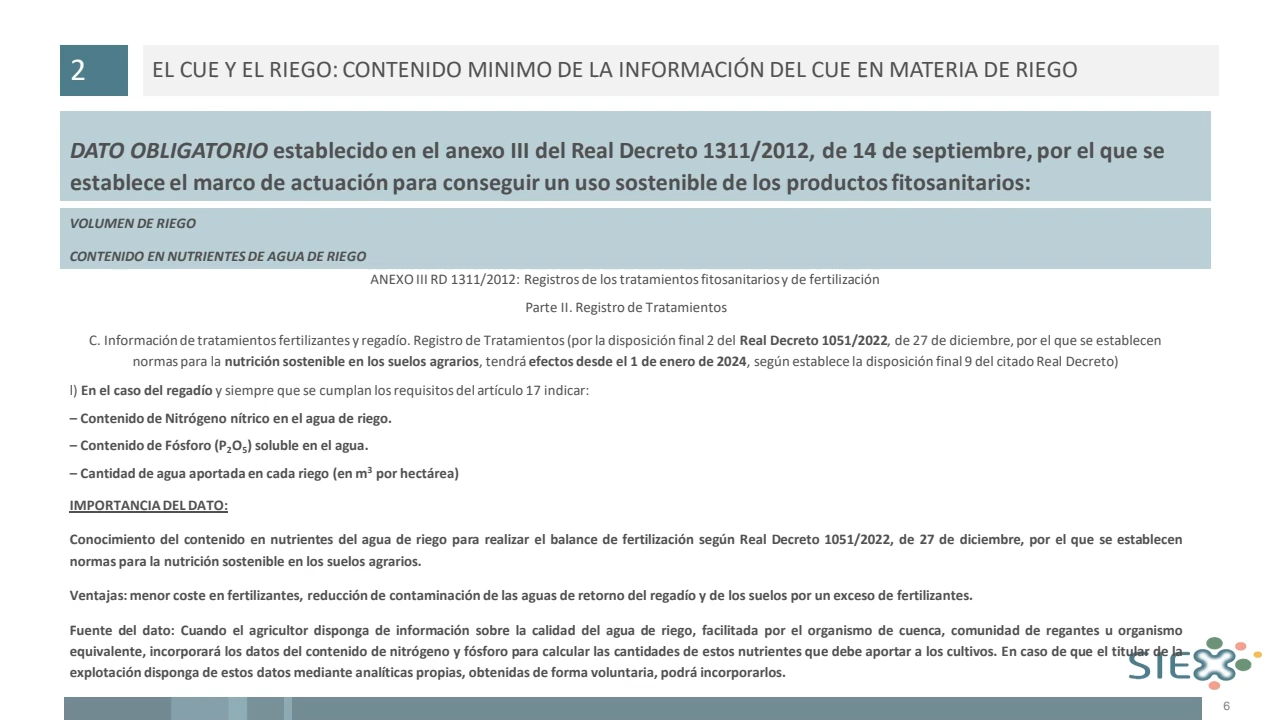 2
EL CUE Y EL RIEGO: CONTENIDO MINIMO DE LA INFORMACIÓN DEL CUE EN MATERIA DE RIEGO
DATO OBLIGATORIO establecido en el anexo III del Real Decreto 1311/2012, de 14 de septiembre, por el que se
establece el marco de actuación para conseguir un uso sostenible de los productos fitosanitarios:
VOLUMEN DE RIEGO
CONTENIDO EN NUTRIENTES DE AGUA DE RIEGO
ANEXO III RD 1311/2012: Registros de los tratamientos fitosanitarios y de fertilización
Parte II. Registro de Tratamientos
C. Información de tratamientos fertilizantes y regadío. Registro de Tratamientos (por la disposición final 2 del Real Decreto 1051/2022, de 27 de diciembre, por el que se establecen
normas para la nutrición sostenible en los suelos agrarios, tendrá efectos desde el 1 de enero de 2024, según establece la disposición final 9 del citado Real Decreto)
l) En el caso del regadío y siempre que se cumplan los requisitos del artículo 17 indicar:
– Contenido de Nitrógeno nítrico en el agua de riego.
– Contenido de Fósforo (P₂O₅) soluble en el agua.
– Cantidad de agua aportada en cada riego (en m³ por hectárea)
IMPORTANCIA DEL DATO:
Conocimiento del contenido en nutrientes del agua de riego para realizar el balance de fertilización según Real Decreto 1051/2022, de 27 de diciembre, por el que se establecen
normas para la nutrición sostenible en los suelos agrarios.
Ventajas: menor coste en fertilizantes, reducción de contaminación de las aguas de retorno del regadío y de los suelos por un exceso de fertilizantes.
Fuente del dato: Cuando el agricultor disponga de información sobre la calidad del agua de riego, facilitada por el organismo de cuenca, comunidad de regantes u organismo
equivalente, incorporará los datos del contenido de nitrógeno y fósforo para calcular las cantidades de estos nutrientes que debe aportar a los cultivos. En caso de que el titular de la
explotación disponga de estos datos mediante analíticas propias, obtenidas de forma voluntaria, podrá incorporarlos.
SIEX
6